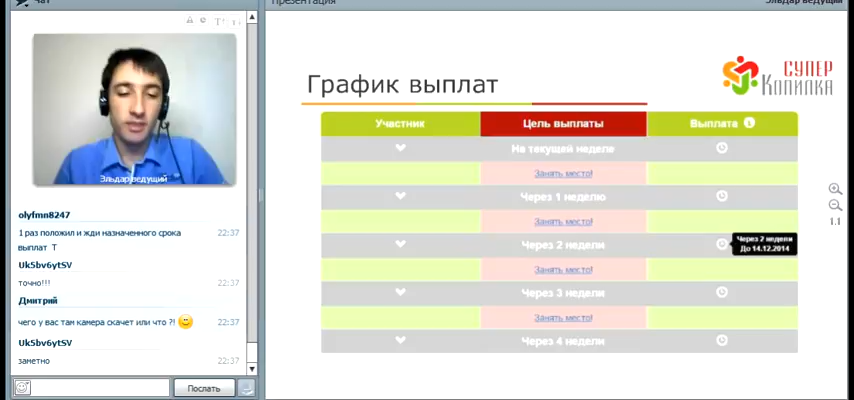 Чат
Эльдар ведущий
olyfmn8247
1 раз положил и жди назначенного срока
выплат Т
22:37
Uk5bv6ytSV
точно!!!
22:37
Дмитрий
чего у вас там камера скачет или что ?!
22:37
Uk5bv6ytSV
заметно
22:37
Послать
Презентация
Эльдар ведущий
График выплат
СУПЕР
Копилка
Участник
Цель выплаты
Выплата
На текущей неделе
Занять место!
Через 1 неделю
Занять место!
Через 2 недели
Через 2 недели
До 14.12.2014
Занять место!
Через 3 недели
Занять место!
Через 4 недели
1:1